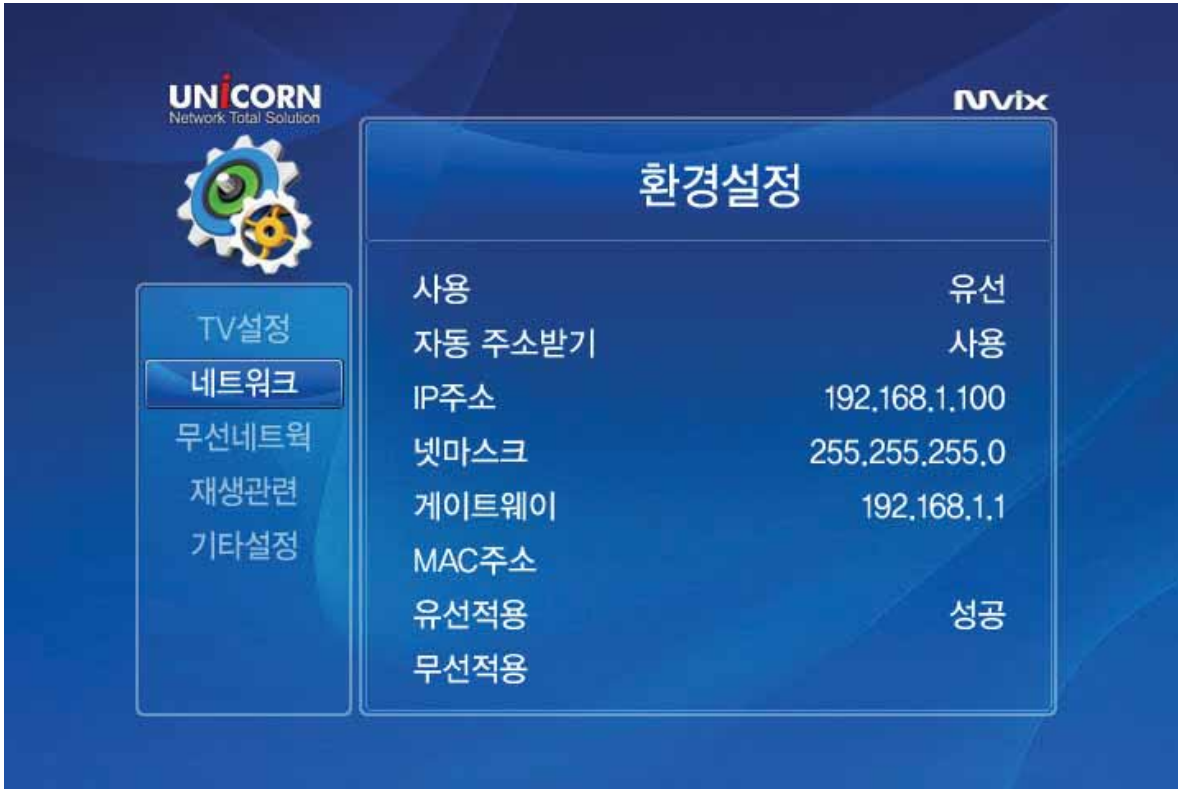 UNiCORN
Network Total Solution
Mvix
환경설정
TV설정
네트워크
무선네트웍
재생관련
기타설정
사용 유선
자동 주소받기 사용
IP주소 192.168.1.100
넷마스크 255.255.255.0
게이트웨이 192.168.1.1
MAC주소
유선적용 성공
무선적용